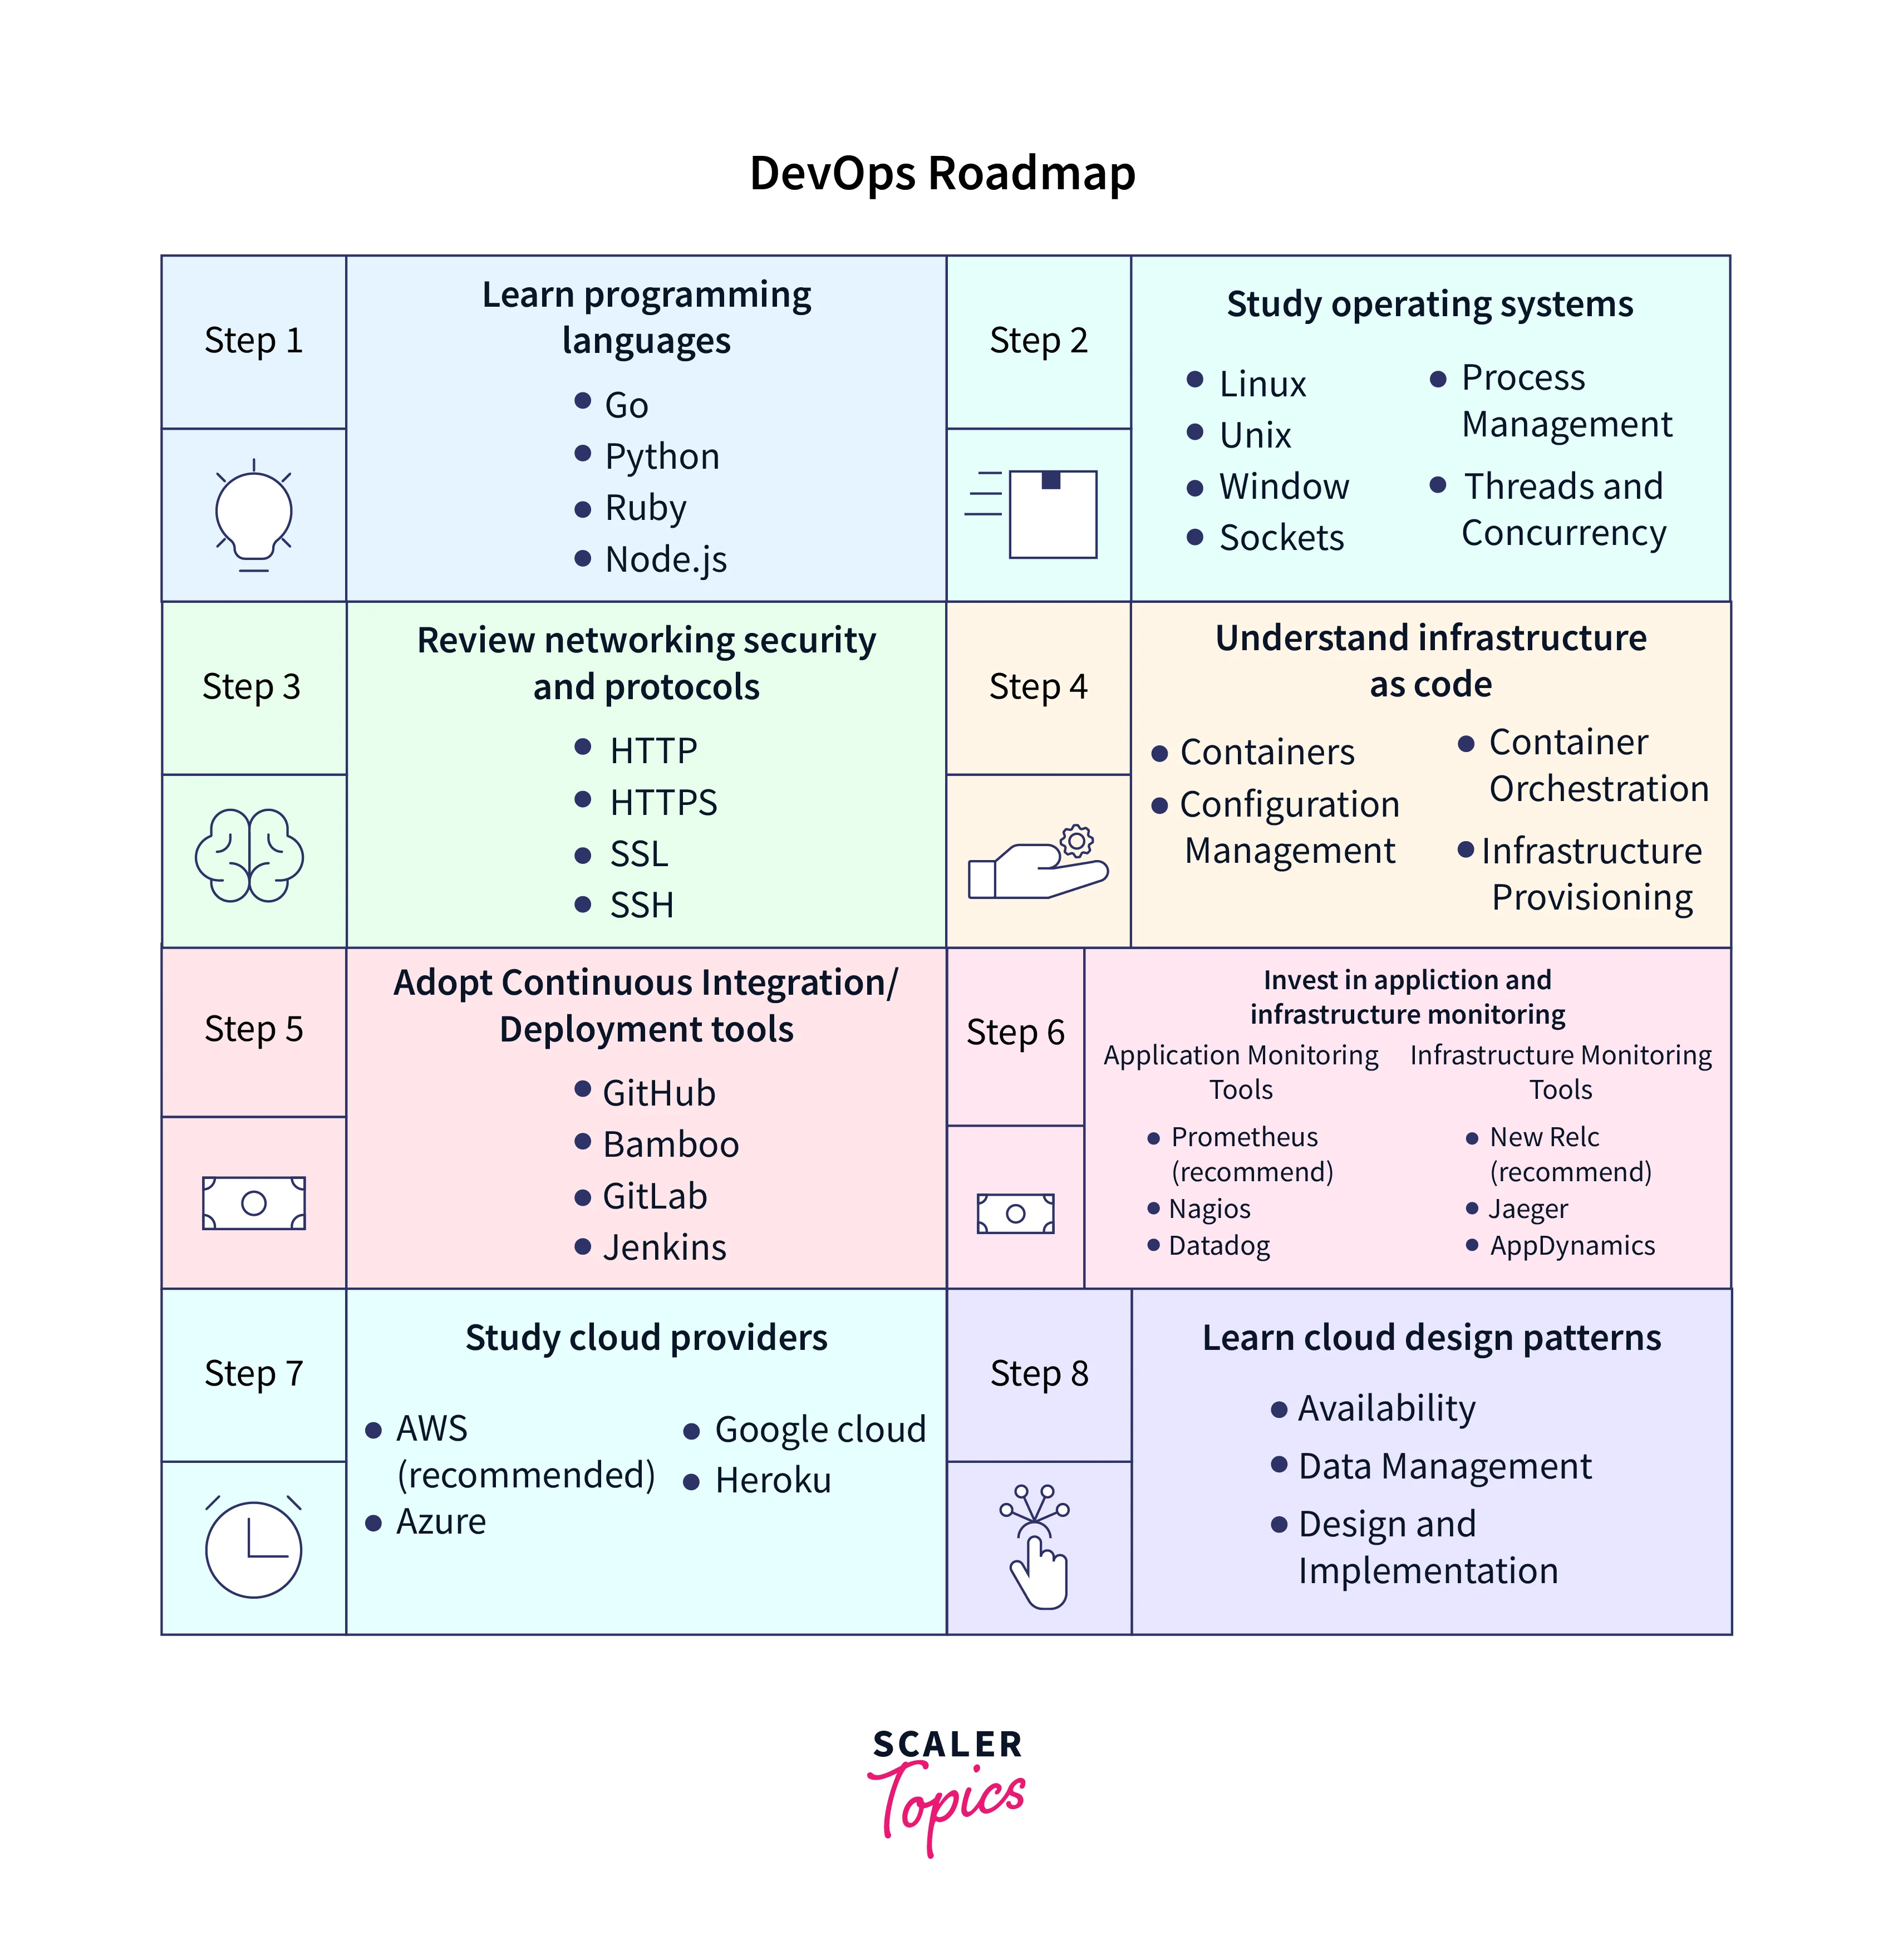 DevOps Roadmap
Step 1
Learn programming
languages
Go
Python
Ruby
Node.js
Step 2
Study operating systems
Linux
Unix
Window
Sockets
Process
Management
Threads and
Concurrency
Step 3
Review networking security
and protocols
HTTP
HTTPS
SSL
SSH
Step 4
Understand infrastructure
as code
Containers
Configuration
Management
Container
Orchestration
Infrastructure
Provisioning
Step 5
Adopt Continuous Integration/
Deployment tools
GitHub
Bamboo
GitLab
Jenkins
Step 6
Invest in appliction and
infrastructure monitoring
Application Monitoring
Tools
Prometheus
(recommend)
Nagios
Datadog
Infrastructure Monitoring
Tools
New Relc
(recommend)
Jaeger
AppDynamics
Step 7
Study cloud providers
AWS
(recommended)
Azure
Google cloud
Heroku
Step 8
Learn cloud design patterns
Availability
Data Management
Design and
Implementation
SCALER
Topics